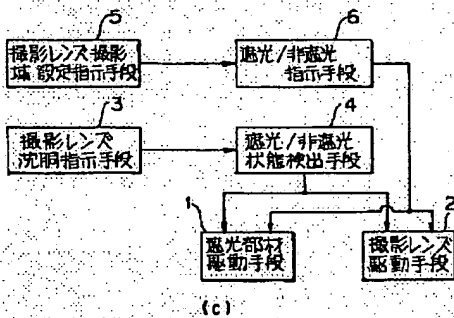 5
撮影レンズ撮影
域設定指示手段
6
遮光/非遮光
指示手段
3
撮影レンズ
沈胴指示手段
4
遮光/非遮光
状態検出手段
1
遮光部材
駆動手段
2
撮影レンズ
駆動手段
(c)